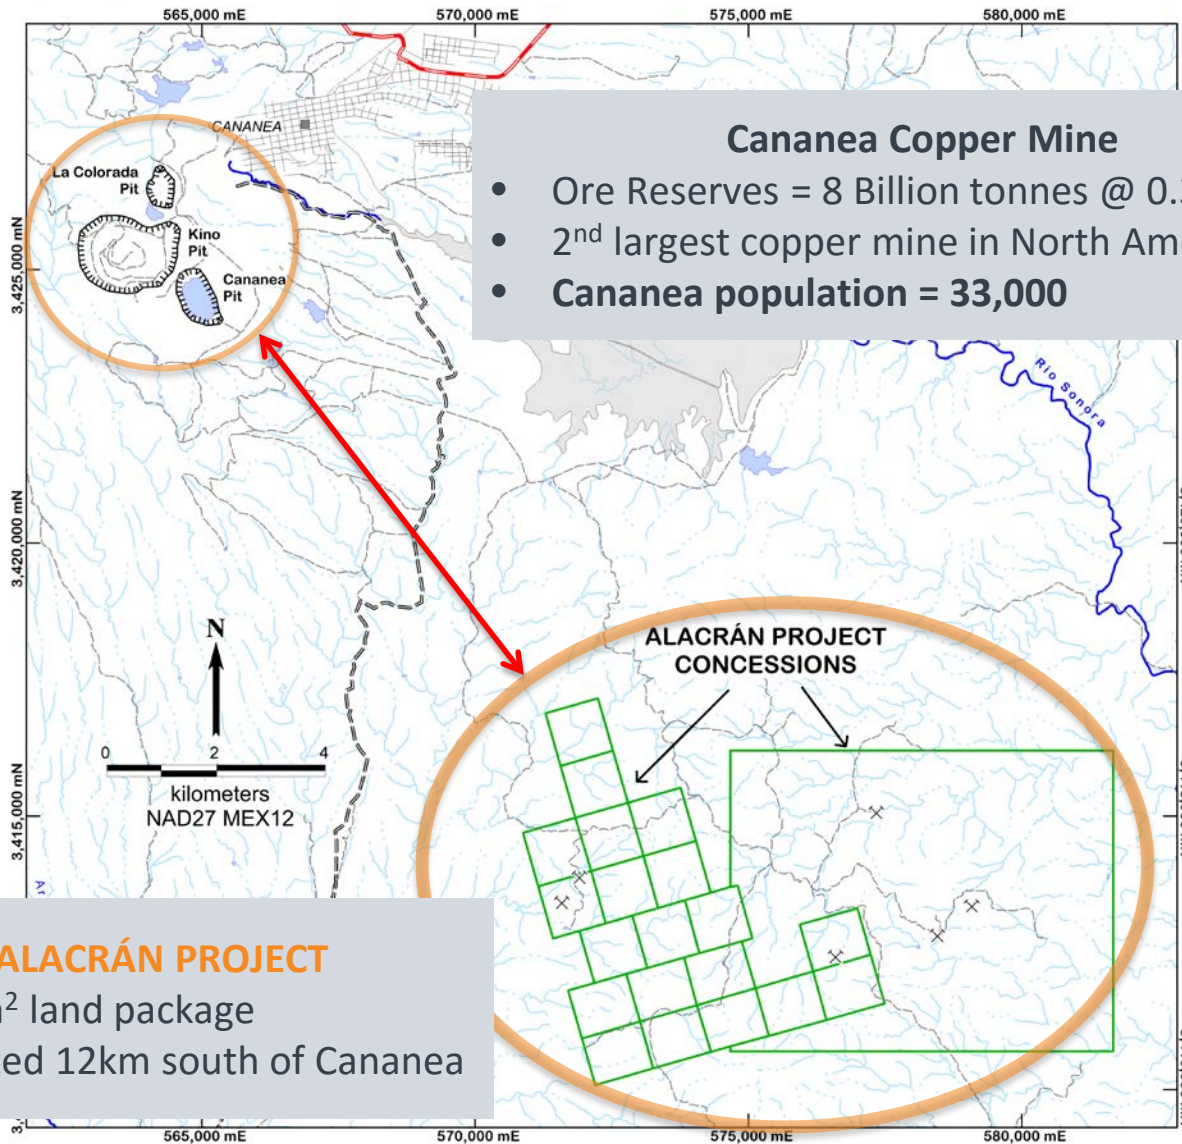 565,000 mE
570,000 mE
575,000 mE
580,000 mE
CANANEA
La Colorada
Pit
Kino
Pit
Cananea
Pit
3,425,000 mN
Cananea Copper Mine
• Ore Reserves = 8 Billion tonnes @ 0.
• 2nd largest copper mine in North Am
• Cananea population = 33,000
Rio Sonora
3,420,000 mN
N
0 2 4
kilometers
NAD27 MEX12
3,415,000 mN
ALACRÁN PROJECT
CONCESSIONS
ALACRÁN PROJECT
land package
12km south of Cananea
565,000 mE
570,000 mE
575,000 mE
580,000 mE